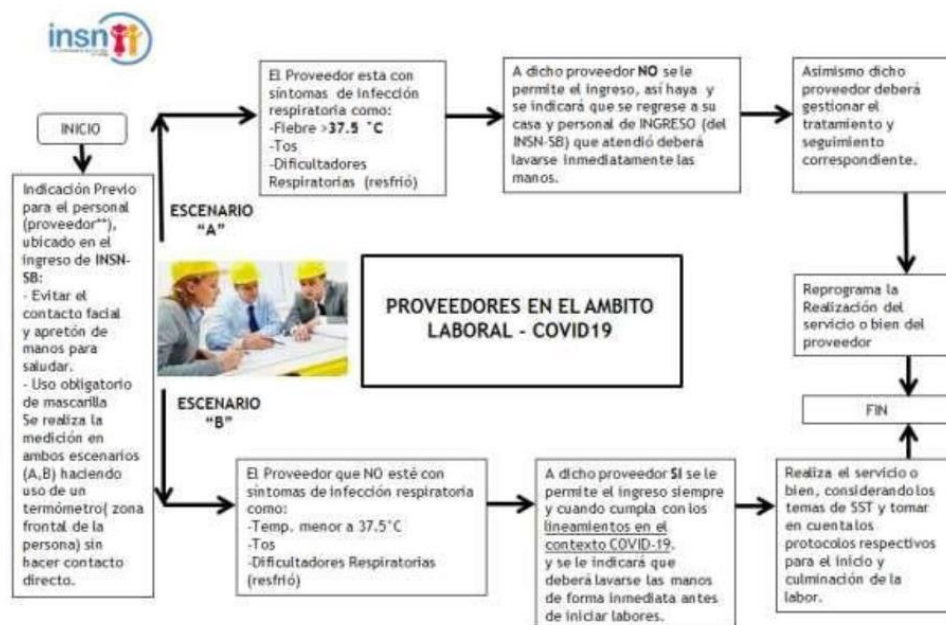 insn
INICIO
Indicación Previo
para el personal
(proveedor**),
ubicado en el
ingreso de INSN-
SB:
- Evitar el
contacto facial
y apretón de
manos para
saludar.
- Uso obligatorio
de mascarilla
Se realiza la
medición en
ambos escenarios
(A,B) haciendo
uso de un
termómetro( zona
frontal de la
persona) sin
hacer contacto
directo.
ESCENARIO
"A"
El Proveedor esta con
síntomas de infección
respiratoria como:
-Fiebre >37.5 °C
-Tos
-Dificultadores
Respiratorias (resfrió)
A dicho proveedor NO se le
permite el ingreso, así haya y
se indicará que se regrese a su
casa y personal de INGRESO (del
INSN-SB) que atendió deberá
lavarse inmediatamente las
manos.
Asimismo dicho
proveedor deberá
gestionar el
tratamiento y
seguimiento
correspondiente.
Reprograma la
Realización del
servicio o bien del
proveedor
FIN
PROVEEDORES EN EL AMBITO
LABORAL - COVID19
ESCENARIO
"B"
El Proveedor que NO esté con
síntomas de infección respiratoria
como:
-Temp. menor a 37.5°C
-Tos
-Dificultadores Respiratorias
(resfrió)
A dicho proveedor SI se le
permite el ingreso siempre
y cuando cumpla con los
lineamientos en el
contexto COVID-19.
y se le indicará que
deberá lavarse las manos
de forma inmediata antes
de iniciar labores.
Realiza el servicio o
bien, considerando los
temas de SST y tomar
en cuenta los
protocolos respectivos
para el inicio y
culminación de la
labor.